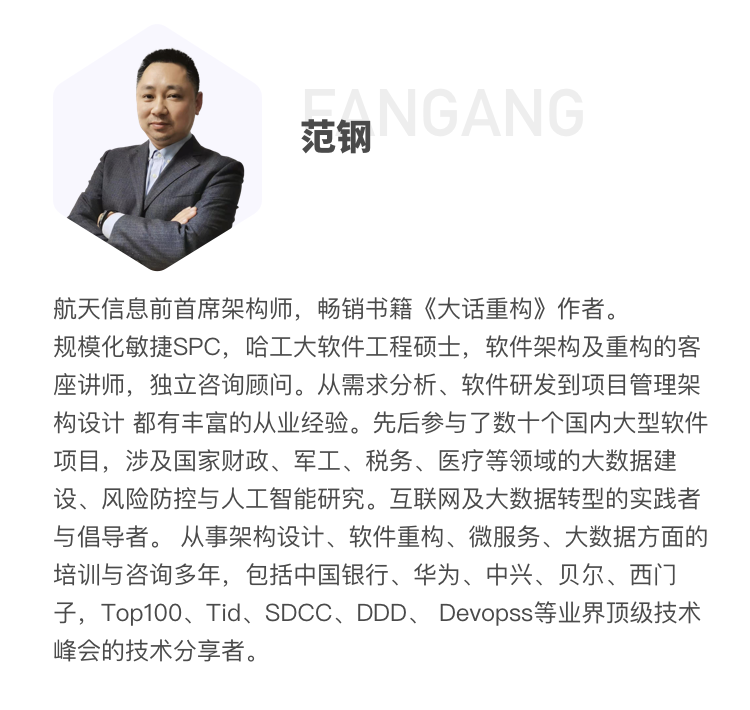 FANGANG
范钢
航天信息前首席架构师，畅销书籍《大话重构》作者。
规模化敏捷SPC，哈工大软件工程硕士，软件架构及重构的客
座讲师，独立咨询顾问。从需求分析、软件研发到项目管理架
构设计 都有丰富的从业经验。先后参与了数十个国内大型软件
项目，涉及国家财政、军工、税务、医疗等领域的大数据建
设、风险防控与人工智能研究。互联网及大数据转型的实践者
与倡导者。 从事架构设计、软件重构、微服务、大数据方面的
培训与咨询多年，包括中国银行、华为、中兴、贝尔、西门
子，Top100、Tid、SDCC、DDD、 Devopss等业界顶级技术
峰会的技术分享者。